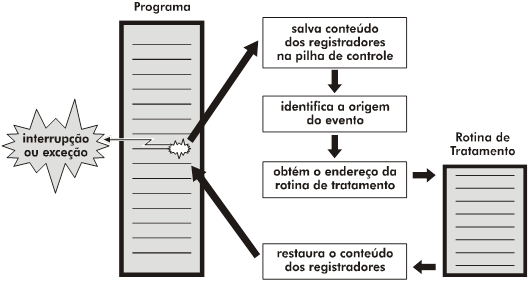 Programa
salva conteúdo
dos registradores
na pilha de controle
identifica a origem
do evento
interrupção
ou exceção
Rotina de
Tratamento
obtém o endereço da
rotina de tratamento
restaura o conteúdo
dos registradores